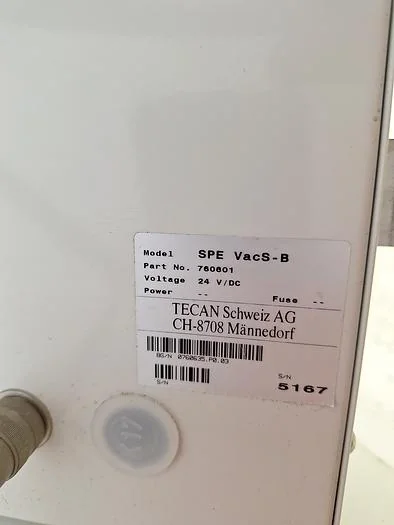 Model SPE VacS-B
Part No. 760601
Voltage 24 V/DC
Power -- Fuse --
TECAN Schweiz AG
CH-8708 Männedorf
BG/N 0760635.P0.03
S/N
S/N
5167